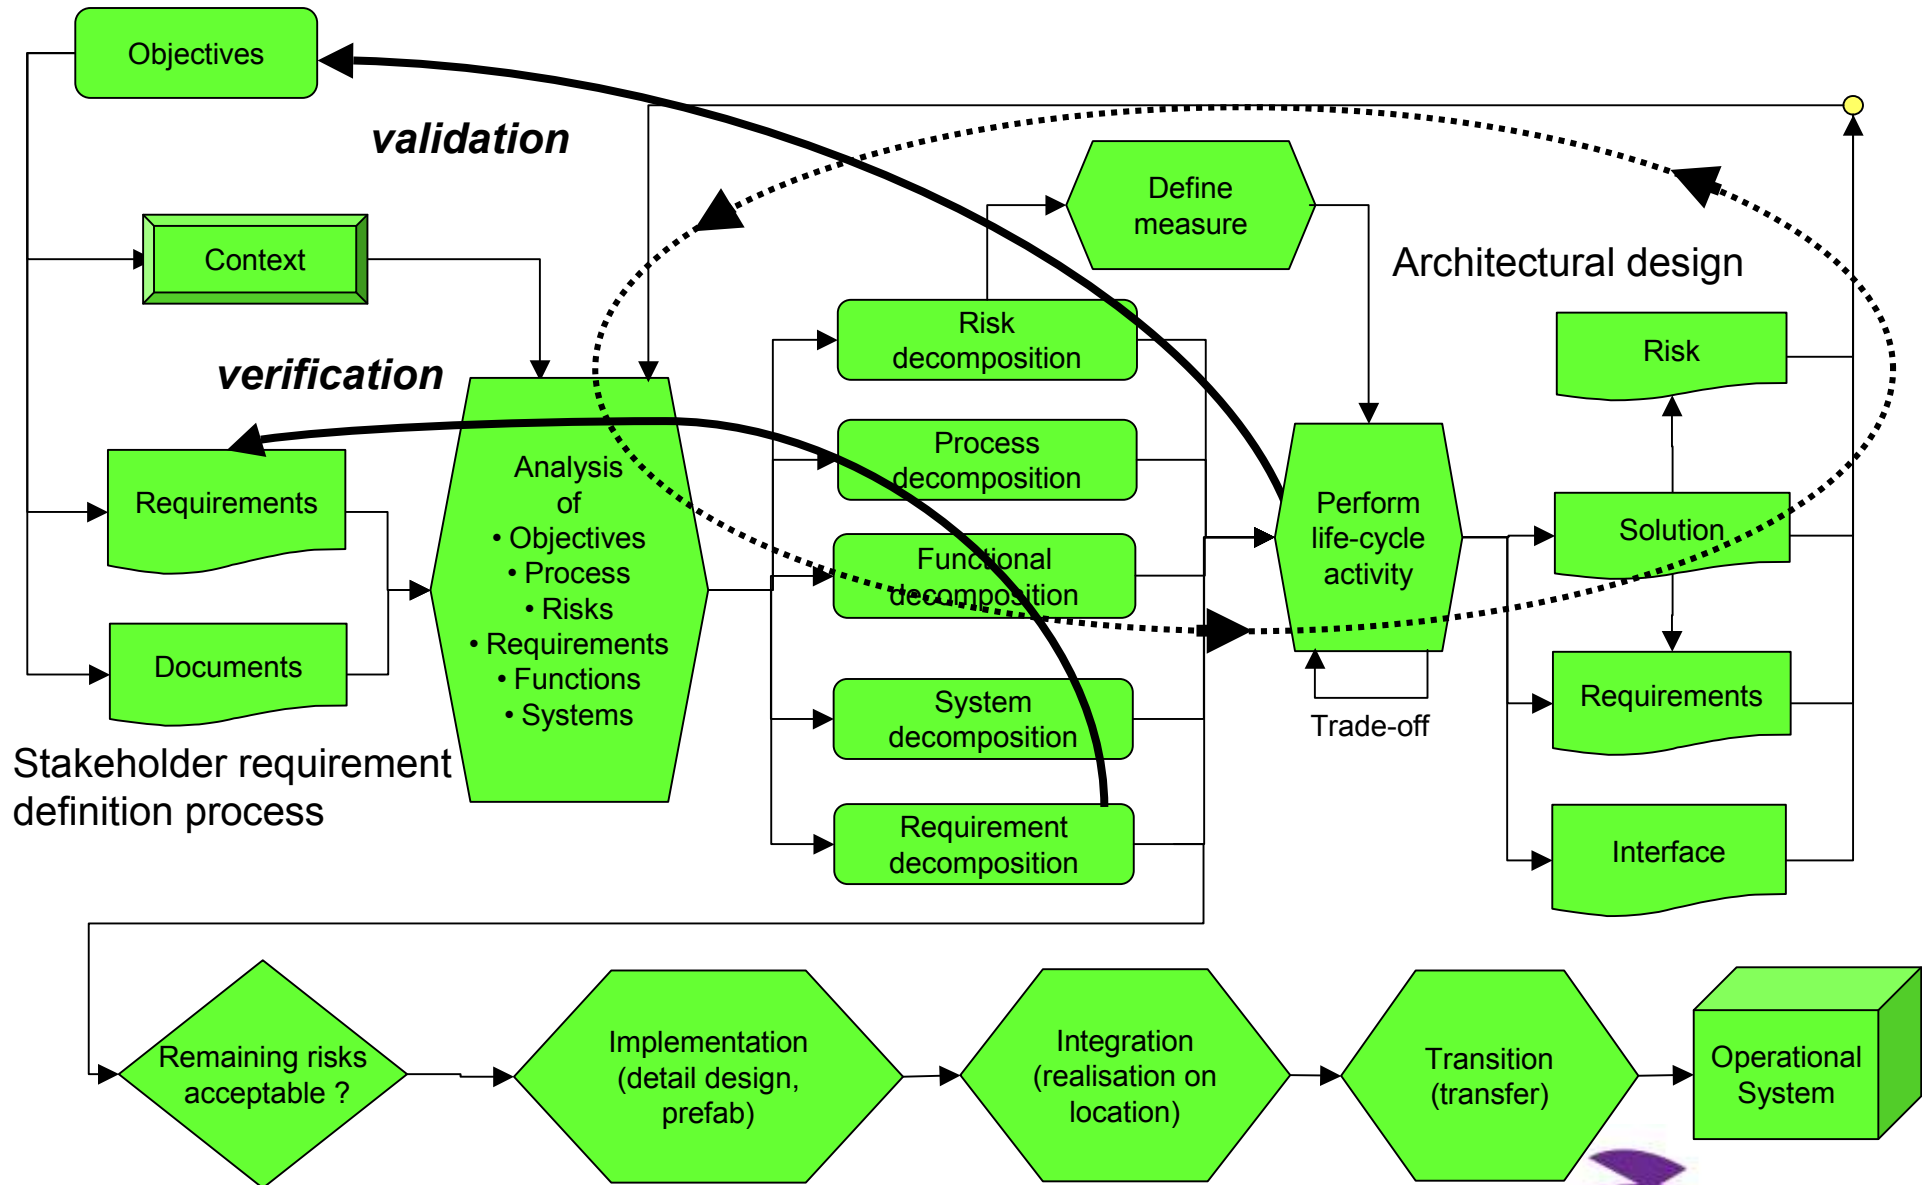 Objectives
validation
Define
measure
Context
Architectural design
Risk
decomposition
Risk
verification
Process
decomposition
Analysis
of
• Objectives
• Process
• Risks
• Requirements
• Functions
• Systems
Requirements
Perform
life-cycle
activity
Solution
Functional
decomposition
Documents
System
decomposition
Requirements
Trade-off
Stakeholder requirement
definition process
Requirement
decomposition
Interface
Remaining risks
acceptable ?
Implementation
(detail design,
prefab)
Integration
(realisation on
location)
Transition
(transfer)
Operational
System